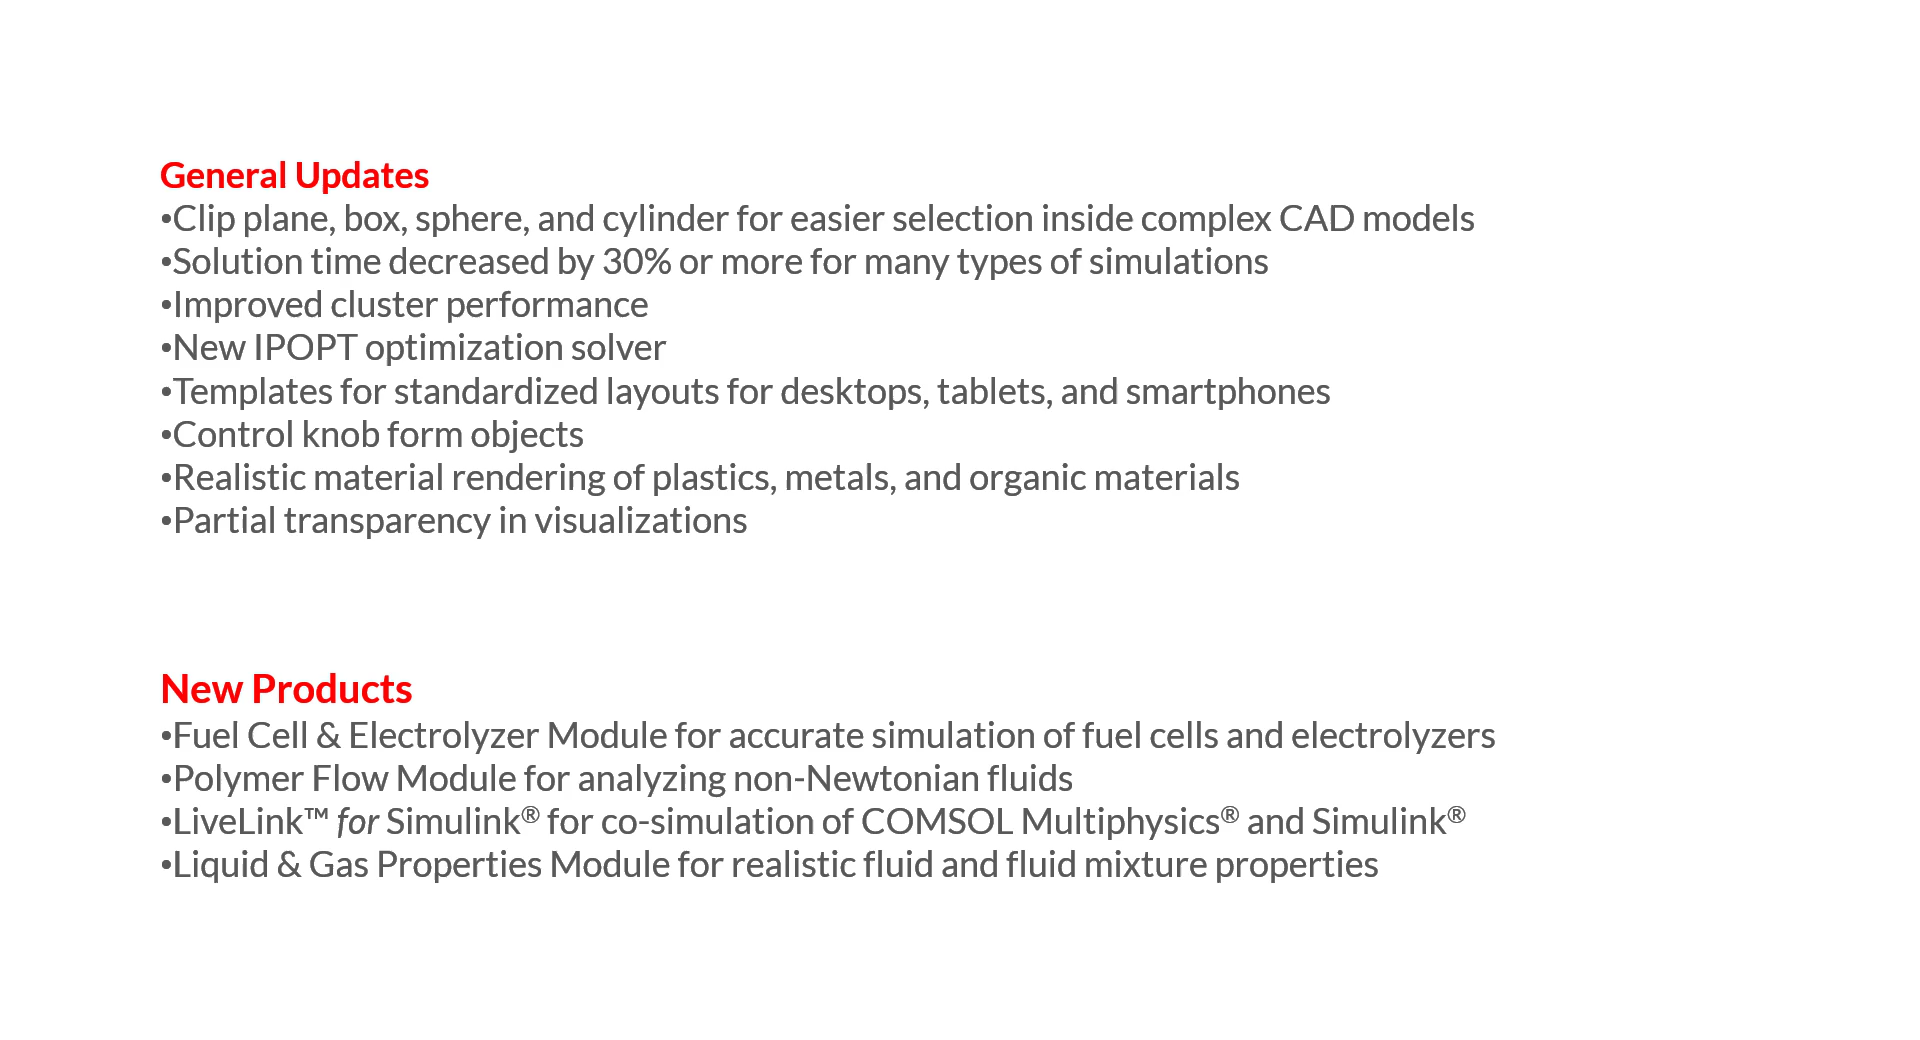 General Updates
•Clip plane, box, sphere, and cylinder for easier selection inside complex CAD models
•Solution time decreased by 30% or more for many types of simulations
•Improved cluster performance
•New IPOPT optimization solver
•Templates for standardized layouts for desktops, tablets, and smartphones
•Control knob form objects
•Realistic material rendering of plastics, metals, and organic materials
•Partial transparency in visualizations
New Products
•Fuel Cell & Electrolyzer Module for accurate simulation of fuel cells and electrolyzers
•Polymer Flow Module for analyzing non-Newtonian fluids
•LiveLink™ for Simulink® for co-simulation of COMSOL Multiphysics® and Simulink®
•Liquid & Gas Properties Module for realistic fluid and fluid mixture properties